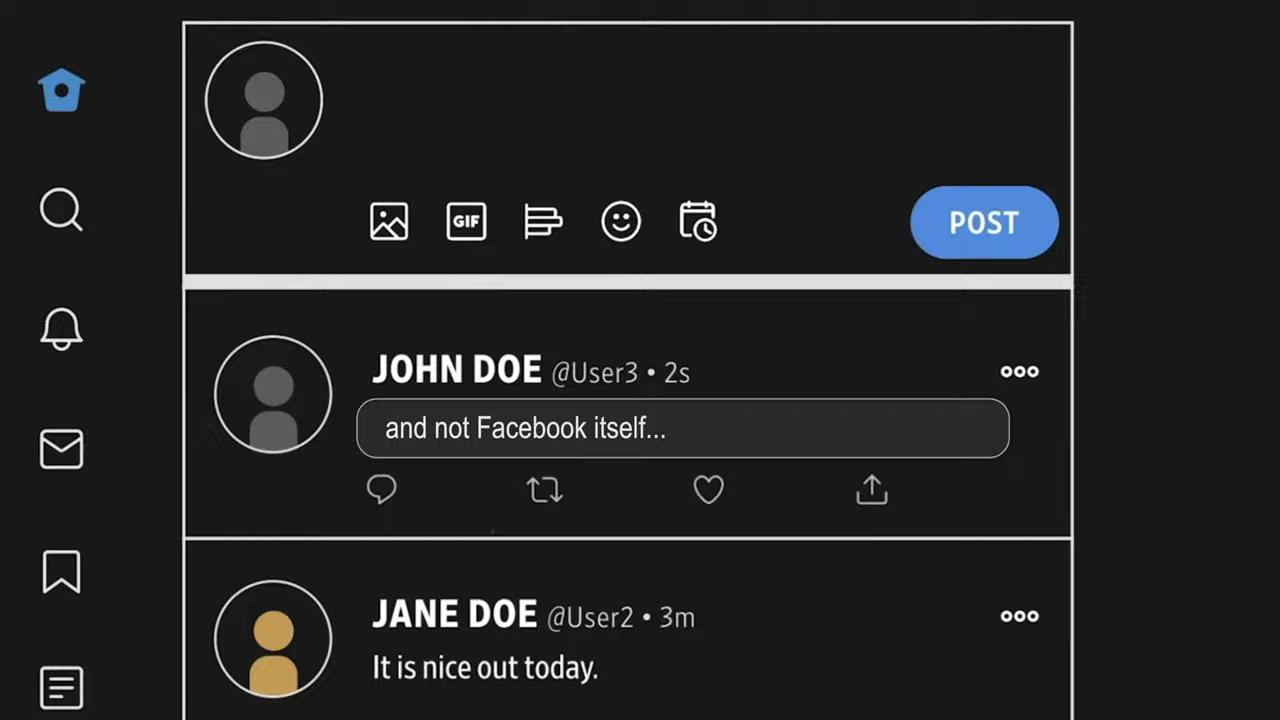 GIF
POST
JOHN DOE @User3 • 2s
and not Facebook itself...
JANE DOE @User2 • 3m
It is nice out today.